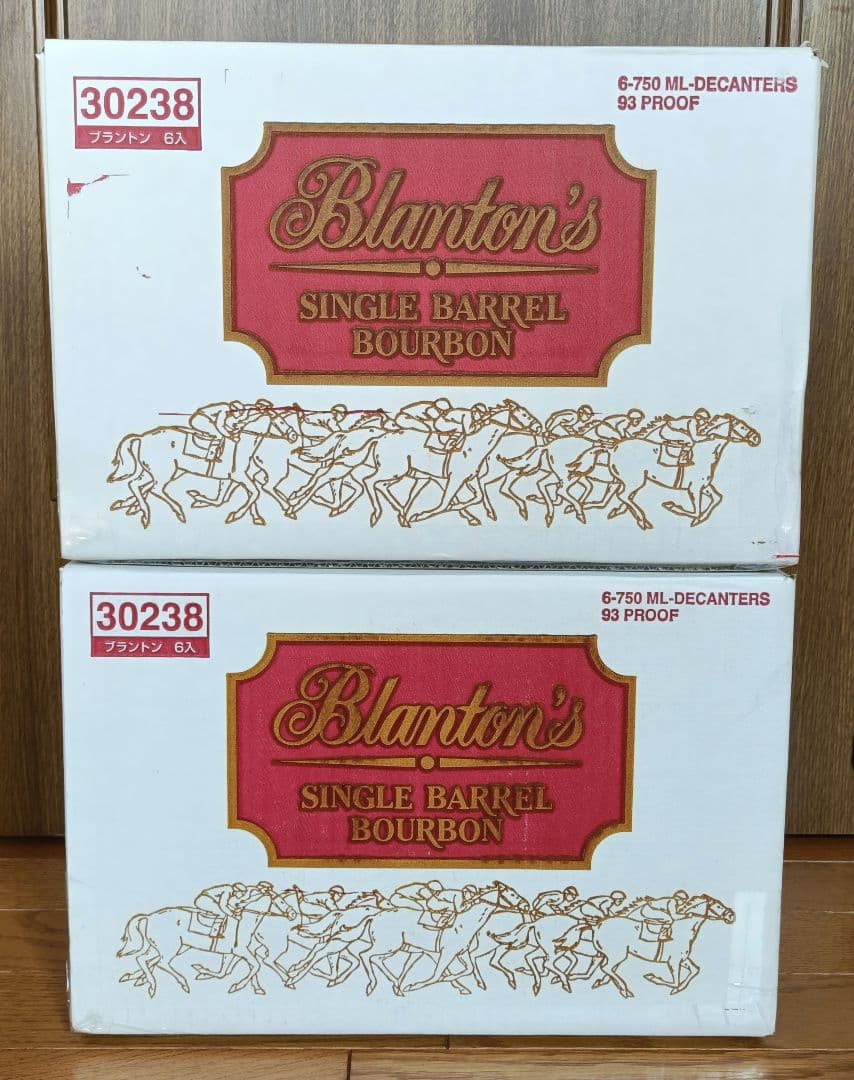 30238
ブラントン 6入
6-750 ML-DECANTERS
93 PROOF
Blanton's
SINGLE BARREL
BOURBON
30238
ブラントン 6入
6-750 ML-DECANTERS
93 PROOF
Blanton's
SINGLE BARREL
BOURBON